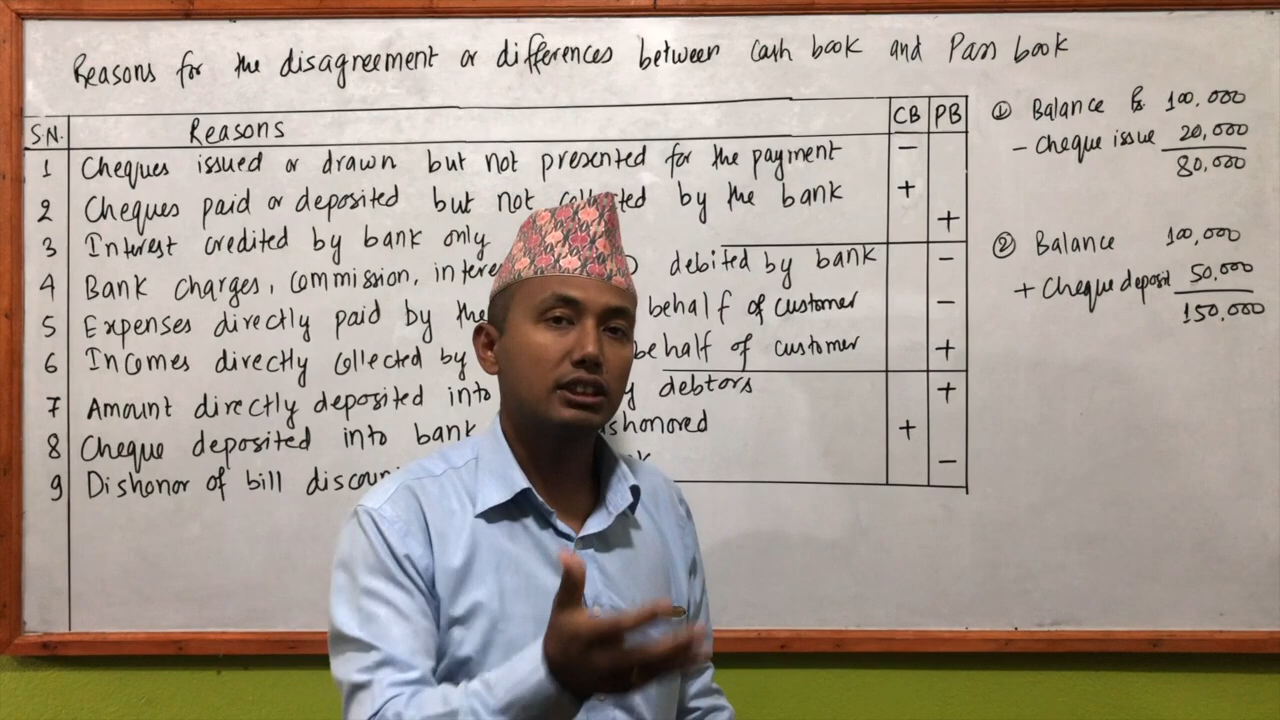 Reasons for the disagreement or differences between cash book and Pass book
S.N. Reasons CB PB
1 Cheques issued or drawn but not presented for the payment −
2 Cheques paid or deposited but not by the bank +
3 Interest credited by bank only +
4 Bank charges, commission, debited by bank −
5 Expenses directly paid by the behalf of customer −
6 Incomes directly collected by behalf of customer +
7 Amount directly deposited into debtors +
8 Cheque deposited into bank +
9 Dishonor of bill −
① Balance Rs. 100,000
− Cheque issue 20,000
80,000
② Balance 100,000
+ Cheque deposit 50,000
150,000